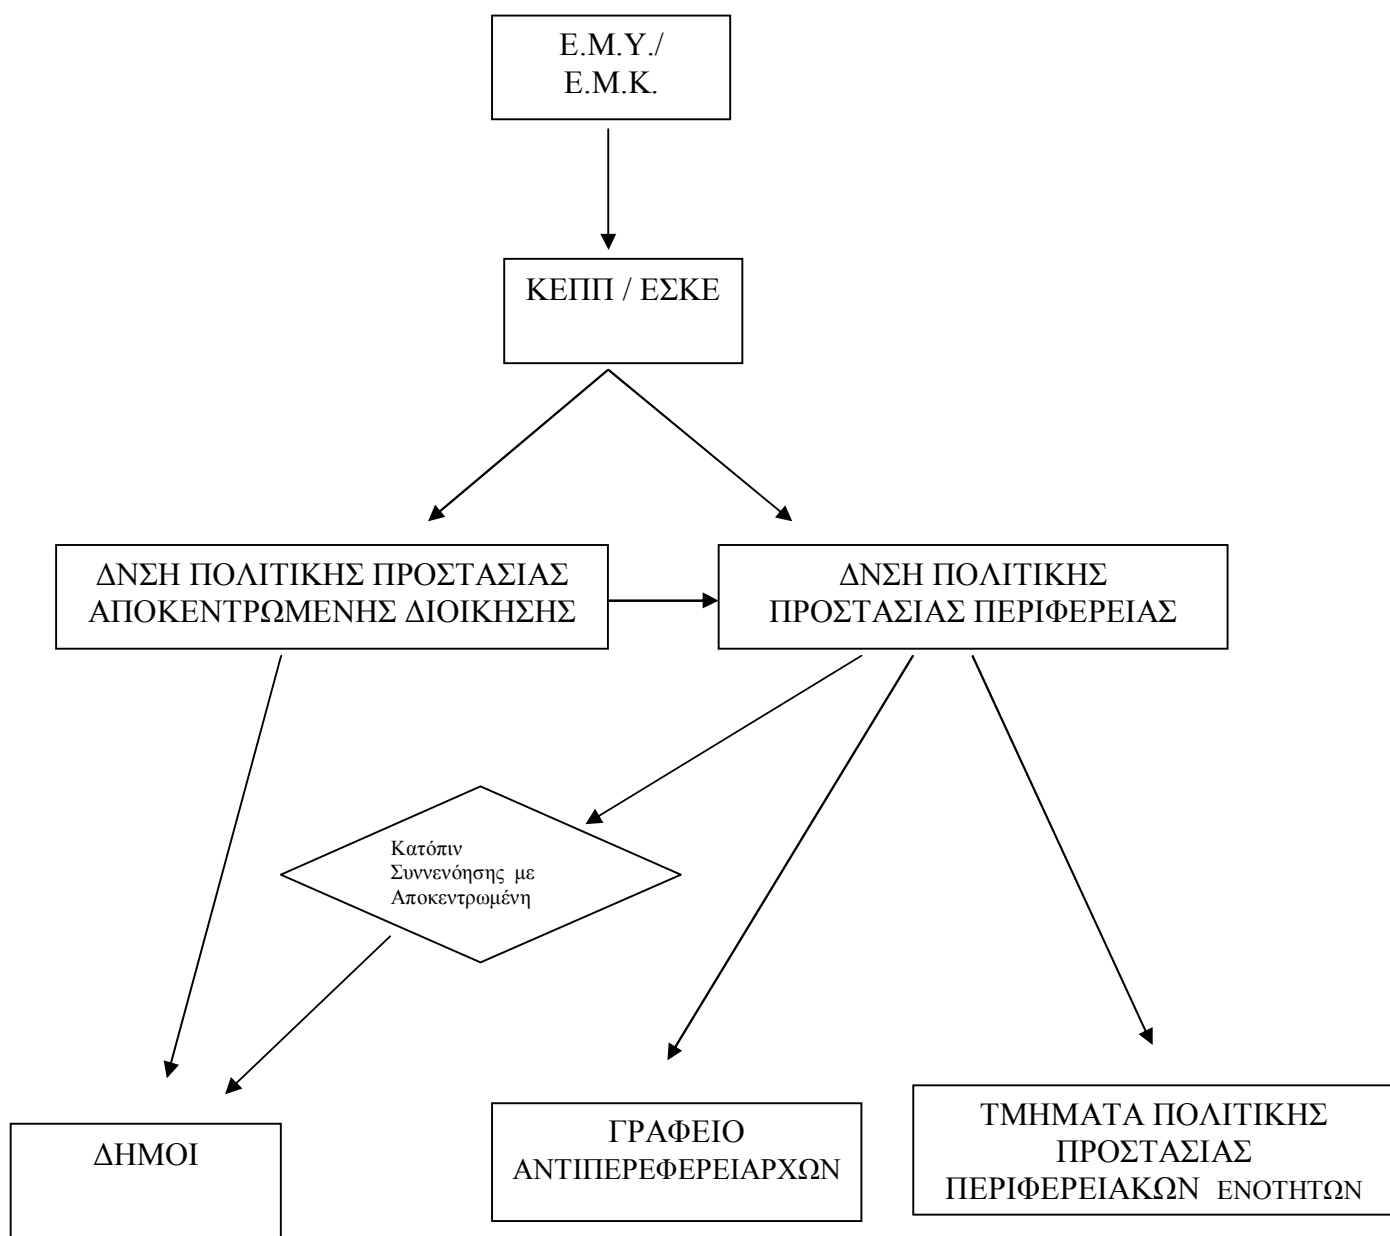 Ε.Μ.Υ./
Ε.Μ.Κ.
ΚΕΠΠ / ΕΣΚΕ
ΔΝΣΗ ΠΟΛΙΤΙΚΗΣ ΠΡΟΣΤΑΣΙΑΣ
ΑΠΟΚΕΝΤΡΩΜΕΝΗΣ ΔΙΟΙΚΗΣΗΣ
ΔΝΣΗ ΠΟΛΙΤΙΚΗΣ
ΠΡΟΣΤΑΣΙΑΣ ΠΕΡΙΦΕΡΕΙΑΣ
Κατόπιν
Συννενόησης με
Αποκεντρωμένη
ΔΗΜΟΙ
ΓΡΑΦΕΙΟ
ΑΝΤΙΠΕΡΕΦΕΡΕΙΑΡΧΩΝ
ΤΜΗΜΑΤΑ ΠΟΛΙΤΙΚΗΣ
ΠΡΟΣΤΑΣΙΑΣ
ΠΕΡΙΦΕΡΕΙΑΚΩΝ ΕΝΟΤΗΤΩΝ